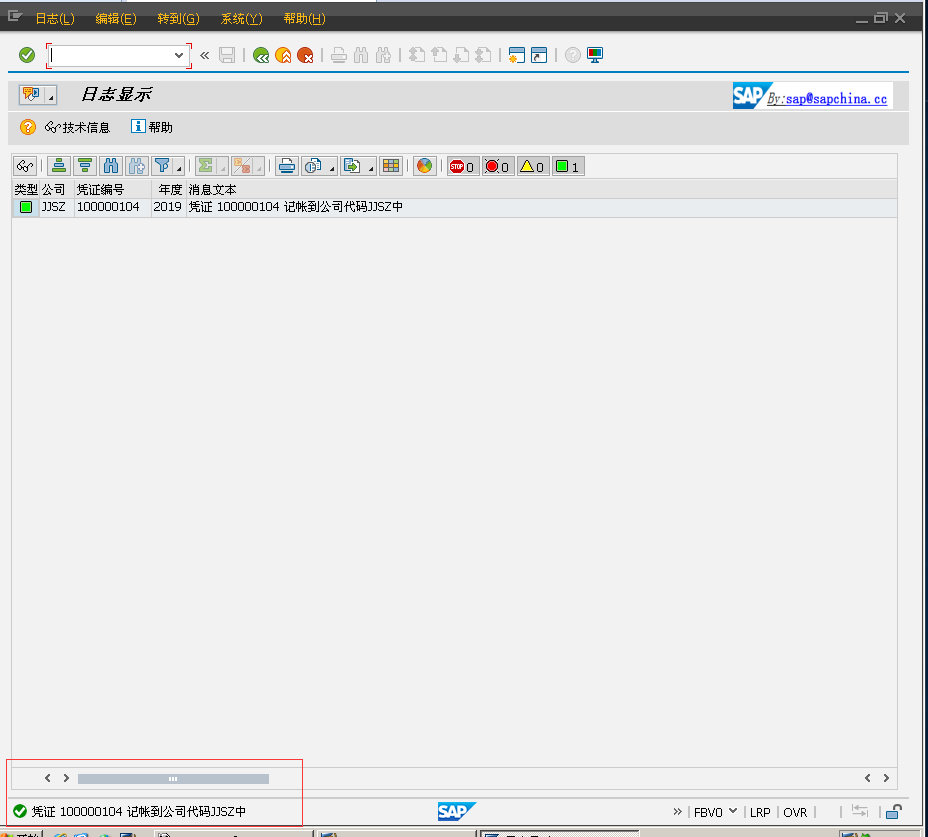 日志(L) 编辑(E) 转到(G) 系统(Y) 帮助(H)
日志显示
SAP By:sap@sapchina.cc
技术信息 帮助
STOP 0 0 0 1
类型 公司 凭证编号 年度 消息文本
JJSZ 100000104 2019 凭证 100000104 记帐到公司代码JJSZ中
凭证 100000104 记帐到公司代码JJSZ中 SAP FBV0 LRP OVR